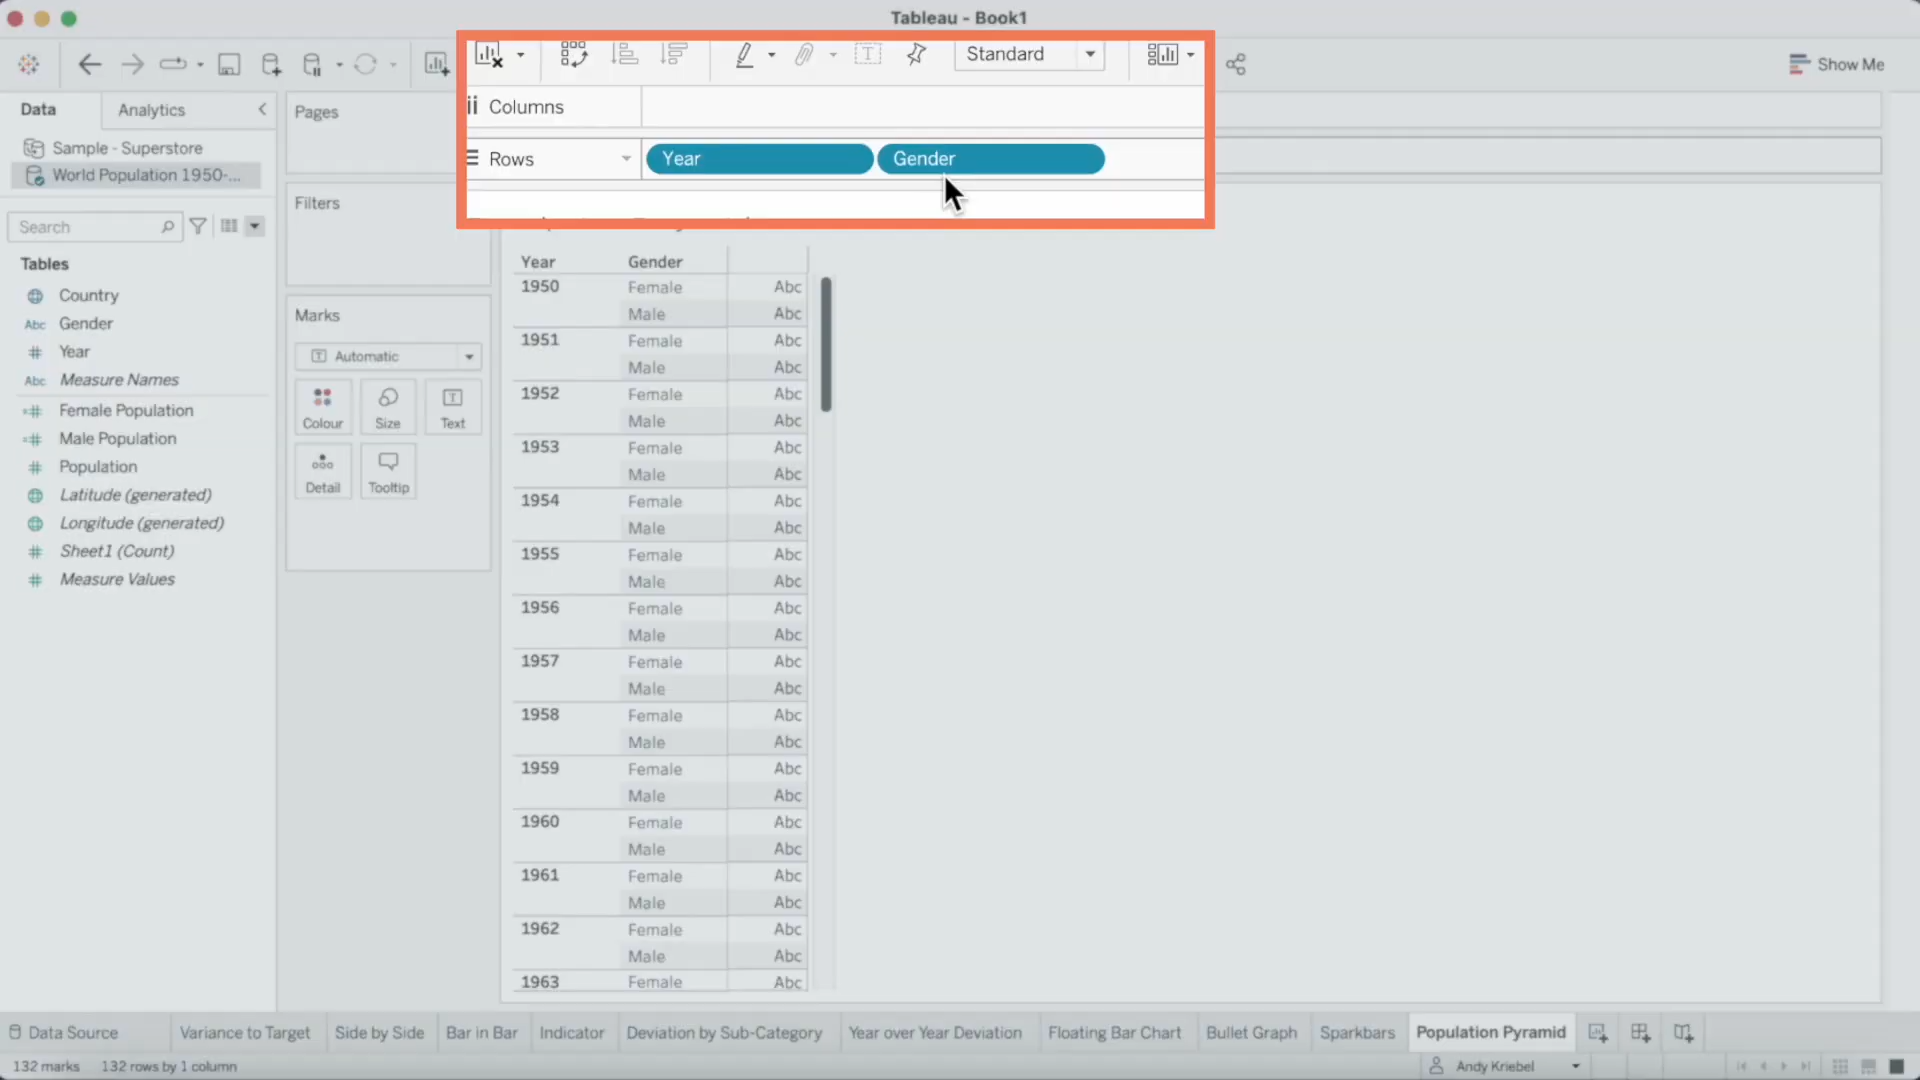 Tableau - Book1
Standard
Show Me
Data
Analytics
Pages
Columns
Rows
Year
Gender
Sample - Superstore
World Population 1950-...
Filters
Search
Tables
Country
Abc Gender
Year
Abc Measure Names
Female Population
Male Population
Population
Latitude (generated)
Longitude (generated)
Sheet1 (Count)
Measure Values
Marks
Automatic
Colour
Size
Text
Detail
Tooltip
Year Gender
1950 Female Abc
Male Abc
1951 Female Abc
Male Abc
1952 Female Abc
Male Abc
1953 Female Abc
Male Abc
1954 Female Abc
Male Abc
1955 Female Abc
Male Abc
1956 Female Abc
Male Abc
1957 Female Abc
Male Abc
1958 Female Abc
Male Abc
1959 Female Abc
Male Abc
1960 Female Abc
Male Abc
1961 Female Abc
Male Abc
1962 Female Abc
Male Abc
1963 Female Abc
Data Source
Variance to Target
Side by Side
Bar in Bar
Indicator
Deviation by Sub-Category
Year over Year Deviation
Floating Bar Chart
Bullet Graph
Sparkbars
Population Pyramid
132 marks
132 rows by 1 column
Andy Kriebel